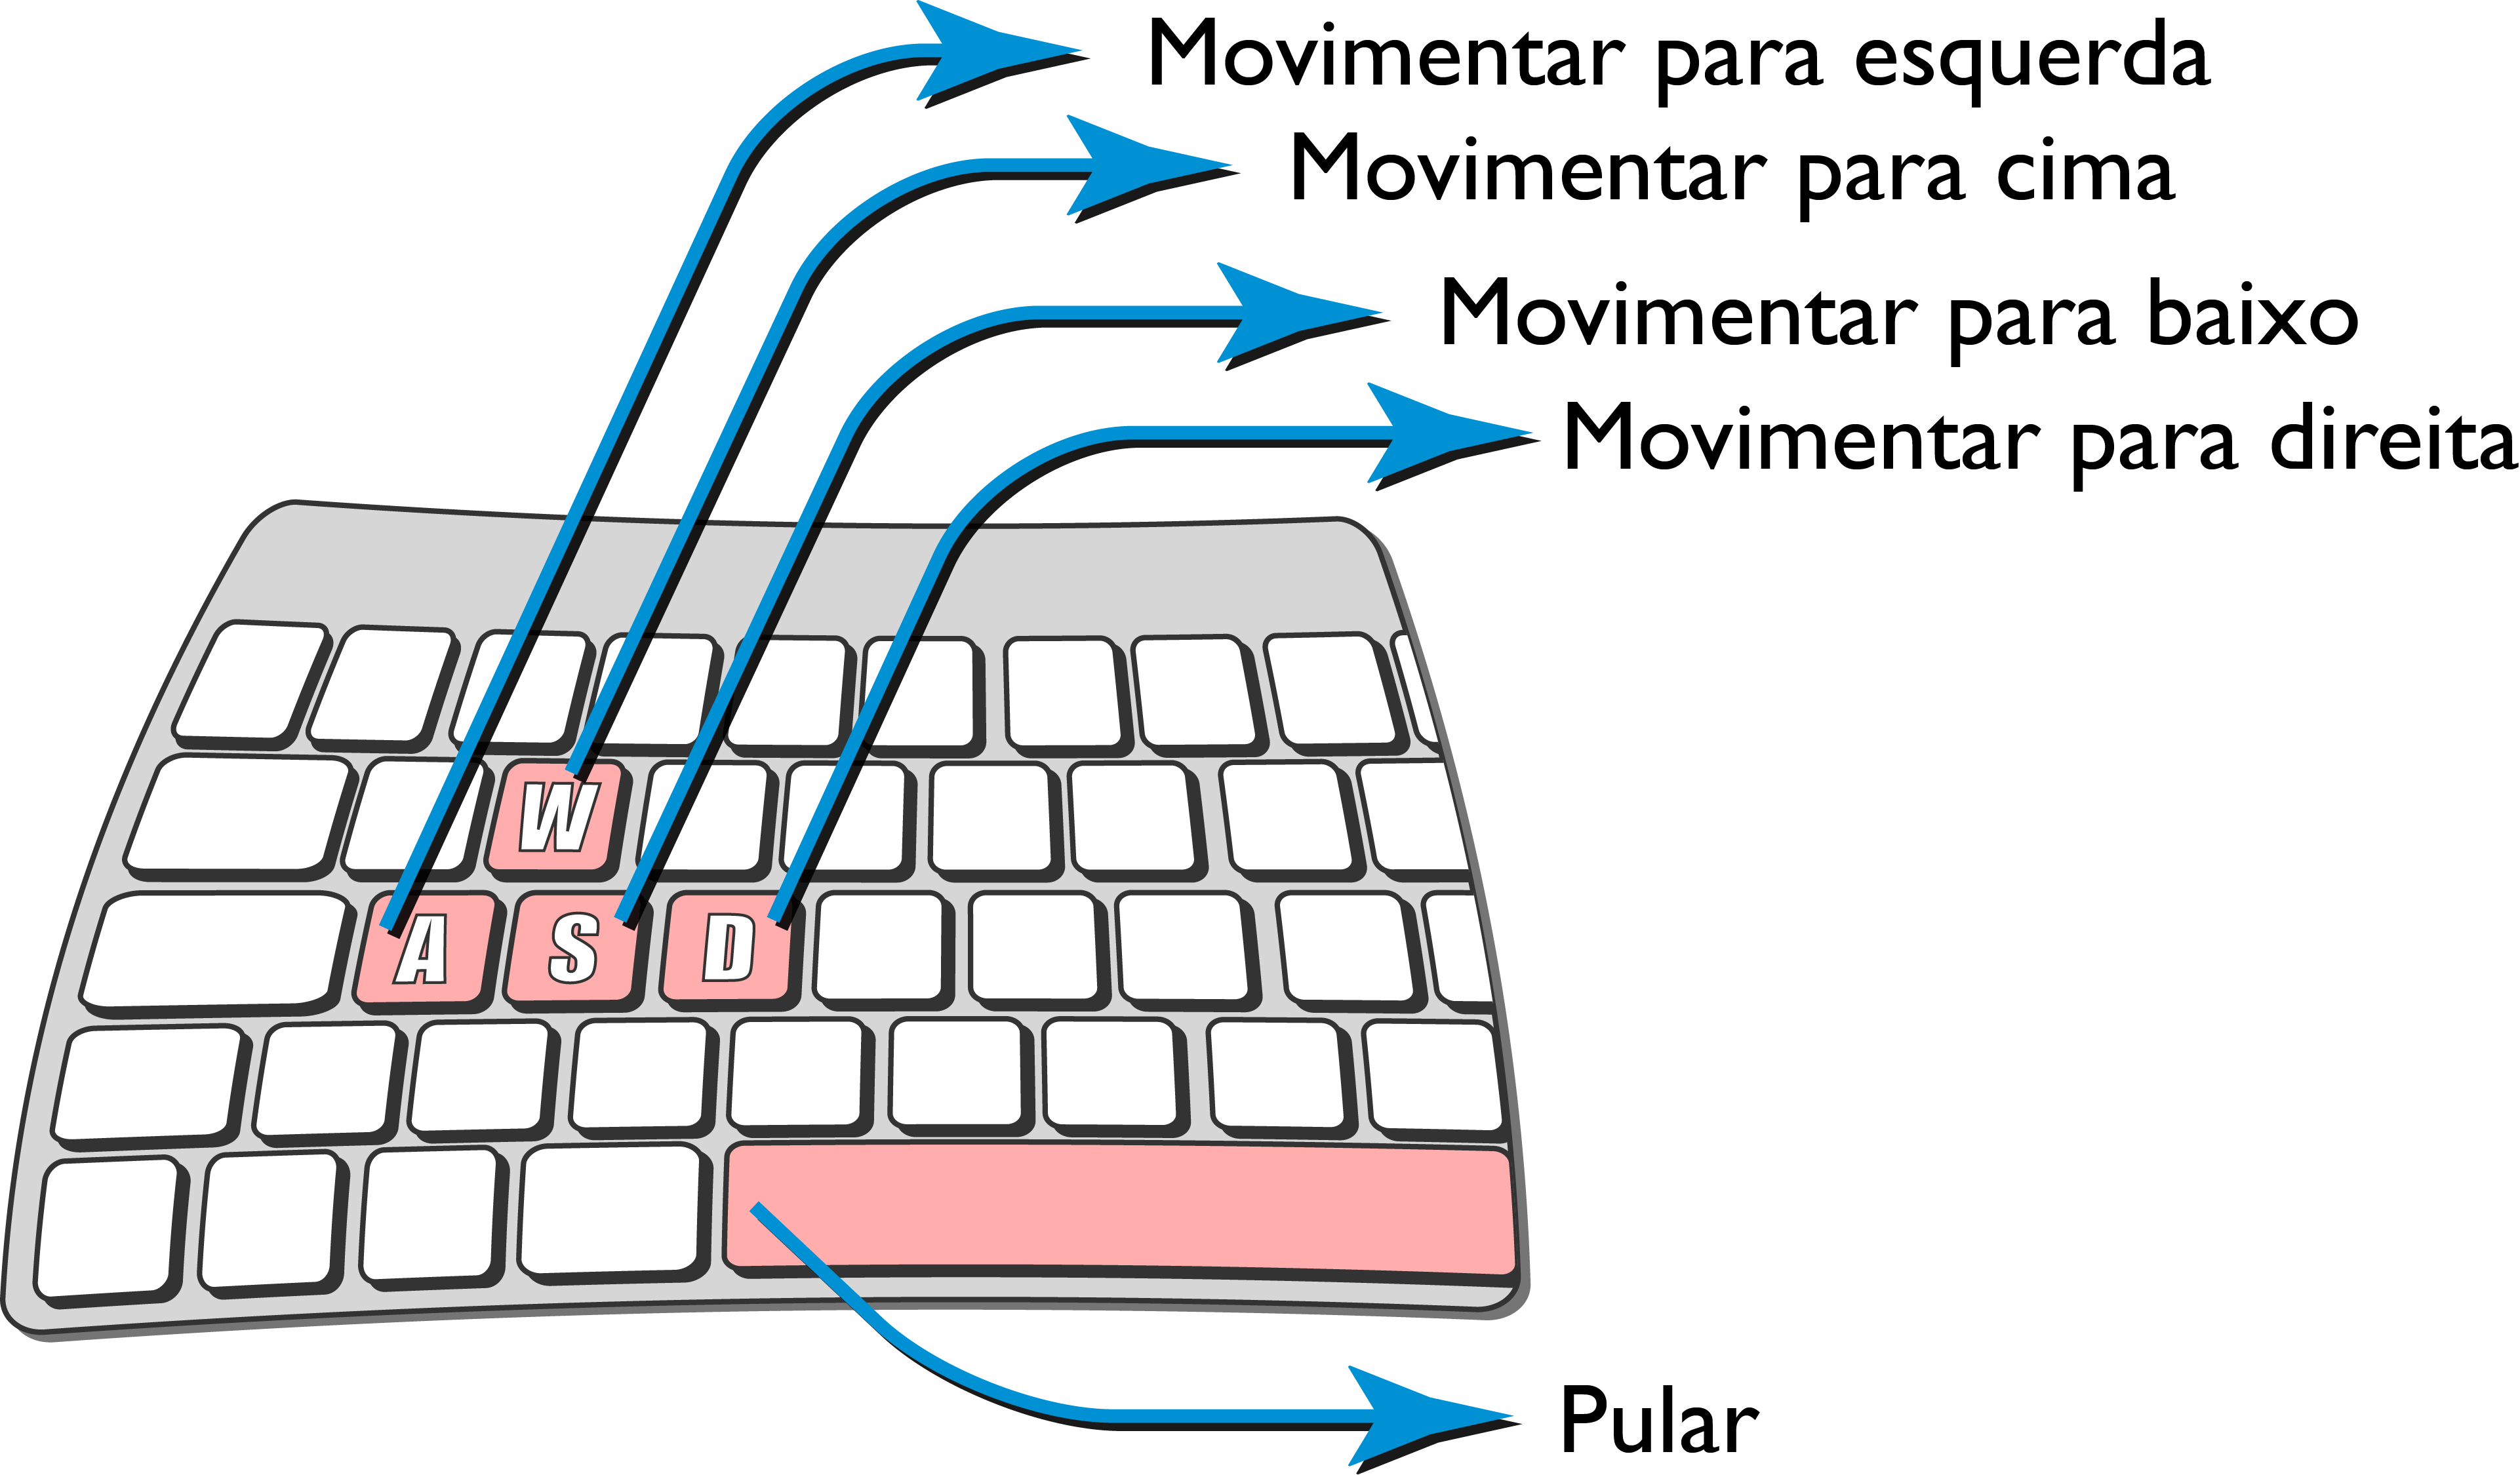 Movimentar para esquerda
Movimentar para cima
Movimentar para baixo
Movimentar para direita
W
A S D
Pular